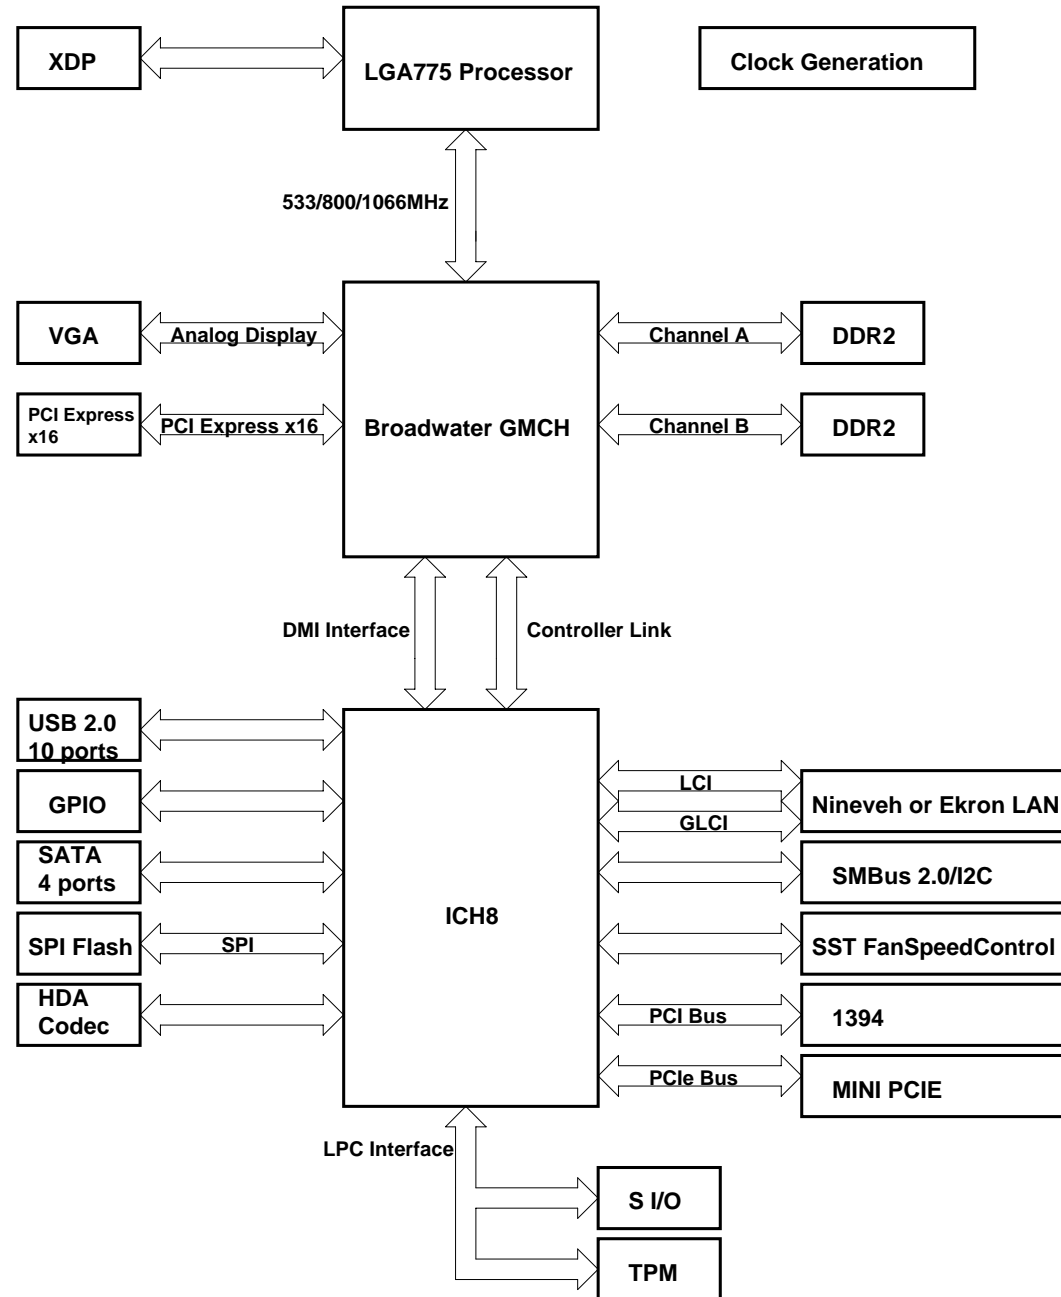 XDP
LGA775 Processor
Clock Generation
533/800/1066MHz
VGA
Analog Display
Channel A
DDR2
PCI Express
x16
PCI Express x16
Broadwater GMCH
Channel B
DDR2
DMI Interface
Controller Link
USB 2.0
10 ports
GPIO
LCI
GLCI
Nineveh or Ekron LAN
SATA
4 ports
SMBus 2.0/I2C
ICH8
SPI Flash
SPI
SST FanSpeedControl
HDA
Codec
PCI Bus
1394
PCIe Bus
MINI PCIE
LPC Interface
S I/O
TPM